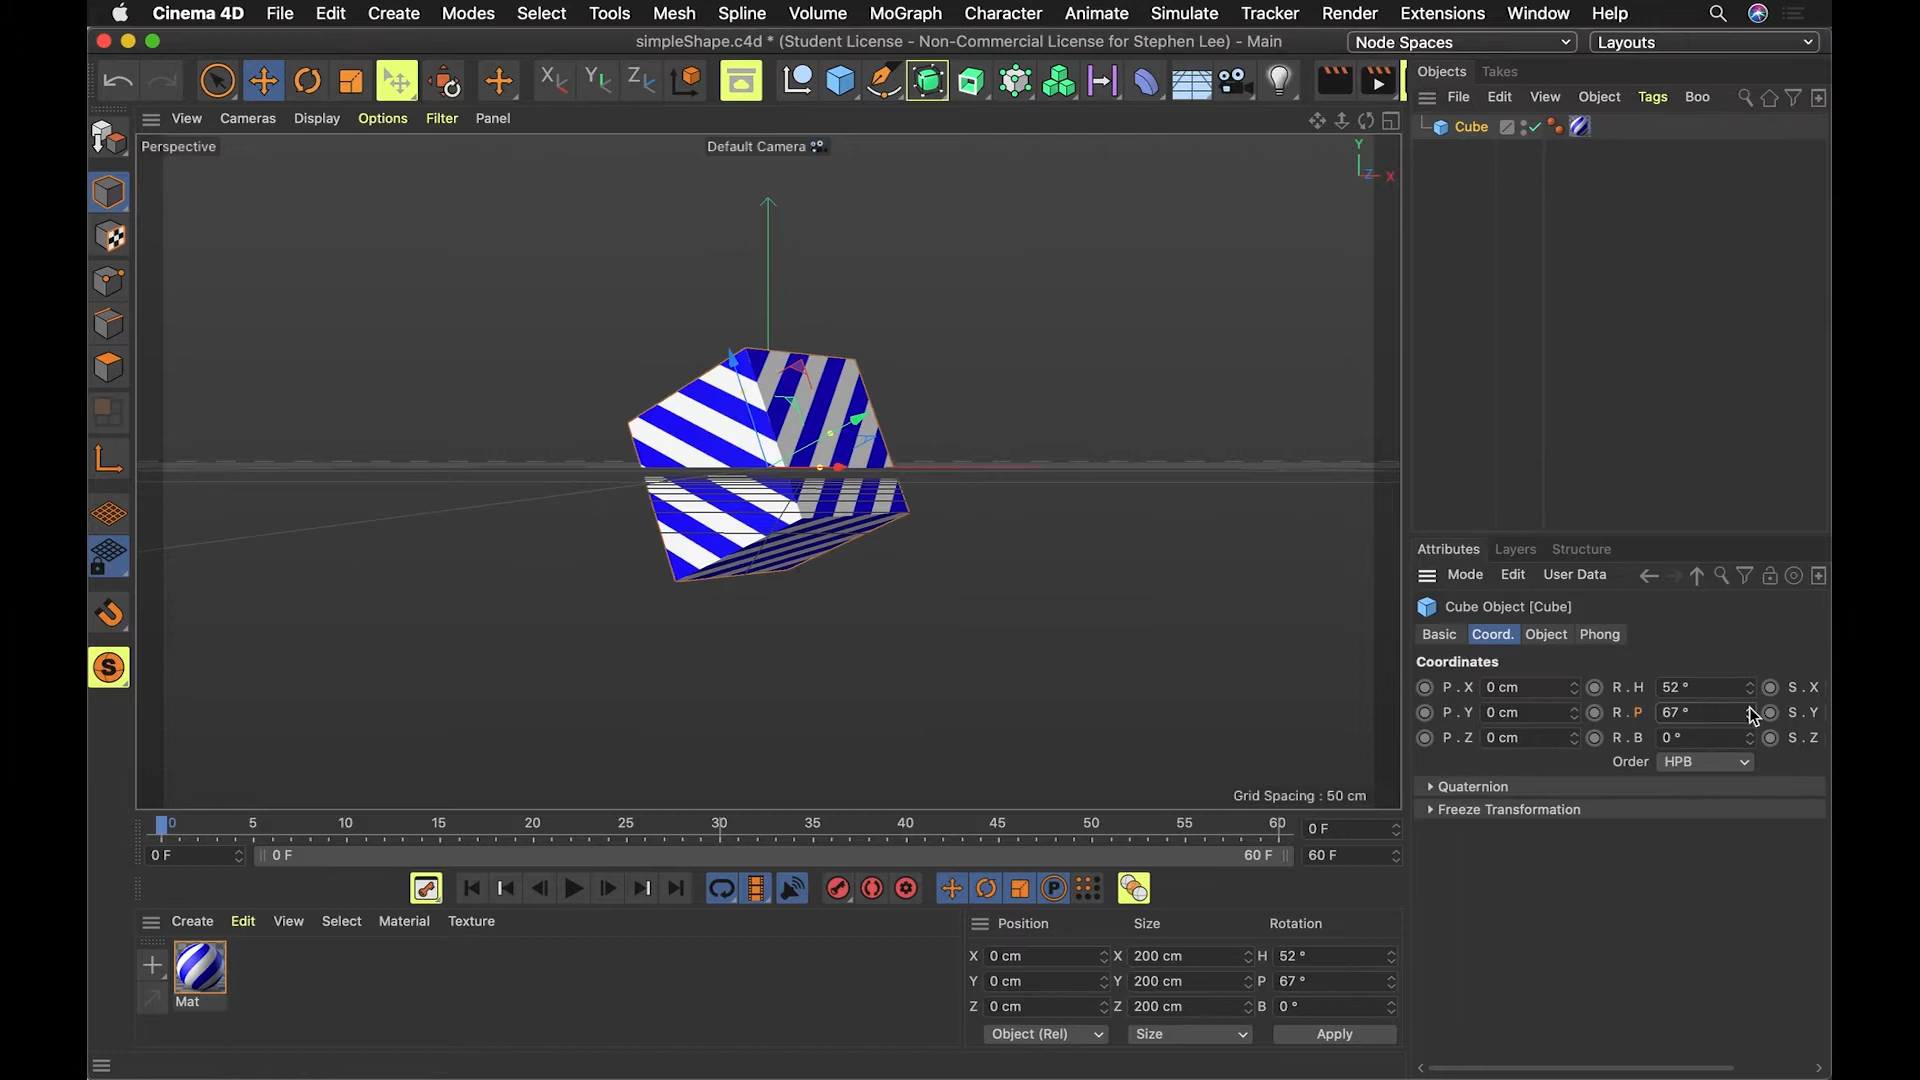 Cinema 4D File Edit Create Modes Select Tools Mesh Spline Volume MoGraph Character Animate Simulate Tracker Render Extensions Window Help
simpleShape.c4d * (Student License - Non-Commercial License for Stephen Lee) - Main
Node Spaces
Layouts
X Y Z
Objects Takes
File Edit View Object Tags Boo
Cube
View Cameras Display Options Filter Panel
Perspective
Default Camera
Y
Z X
Grid Spacing : 50 cm
Attributes Layers Structure
Mode Edit User Data
Cube Object [Cube]
Basic Coord. Object Phong
Coordinates
P . X 0 cm R . H 52 ° S . X
P . Y 0 cm R . P 67 ° S . Y
P . Z 0 cm R . B 0 ° S . Z
Order HPB
Quaternion
Freeze Transformation
S
0 5 10 15 20 25 30 35 40 45 50 55 60 0 F
0 F 0 F 60 F 60 F
P
Create Edit View Select Material Texture
Mat
Position Size Rotation
X 0 cm X 200 cm H 52 °
Y 0 cm Y 200 cm P 67 °
Z 0 cm Z 200 cm B 0 °
Object (Rel) Size Apply